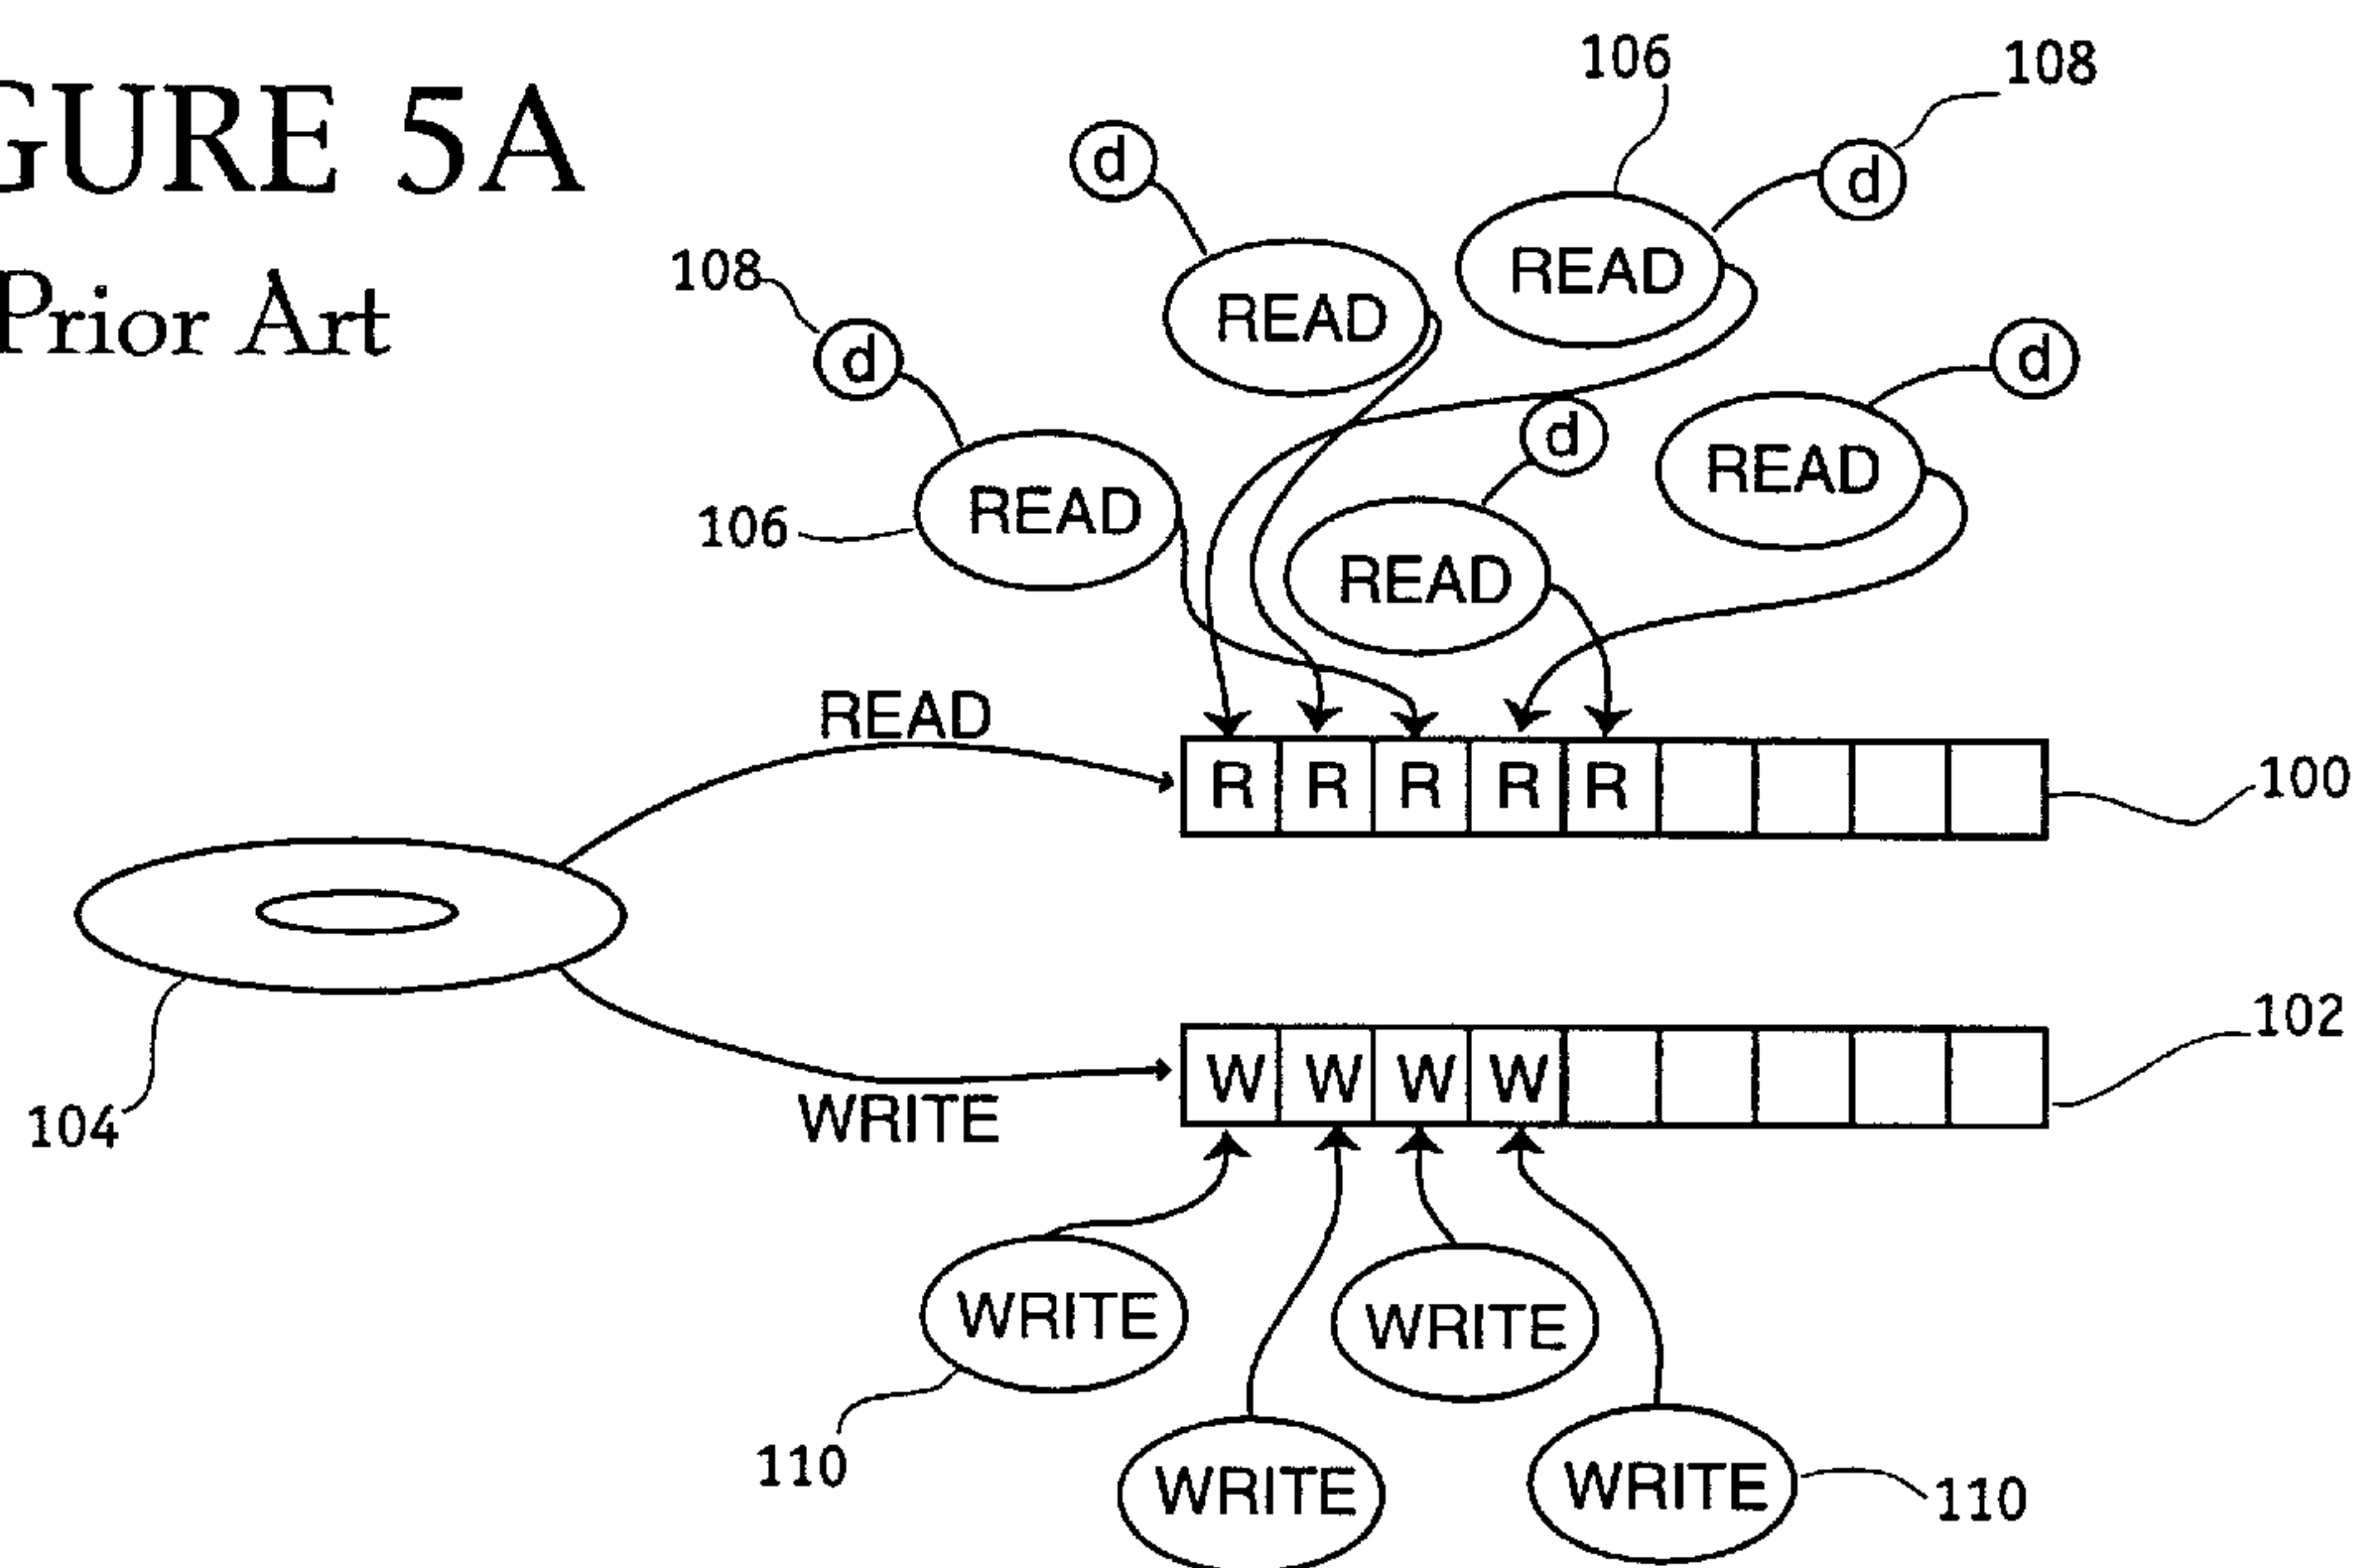 GURE 5A
Prior Art
106
108
d
d
108
READ
READ
d
d
d
READ
READ
106
READ
READ
R R R R R
100
102
W W W W
104
WRITE
WRITE
WRITE
110
WRITE
WRITE
110